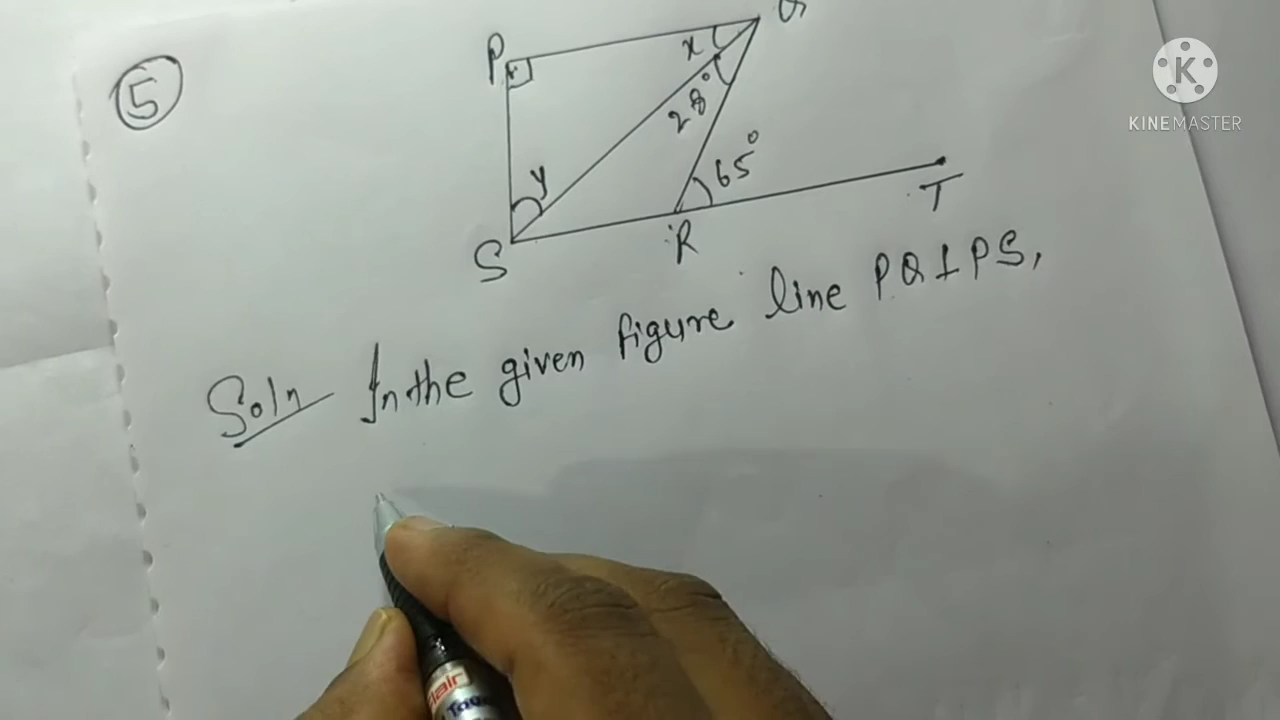 5
P
x
28°
y
65°
S
R
T
Soln In the given figure line PQ⊥PS,
K
KINEMASTER